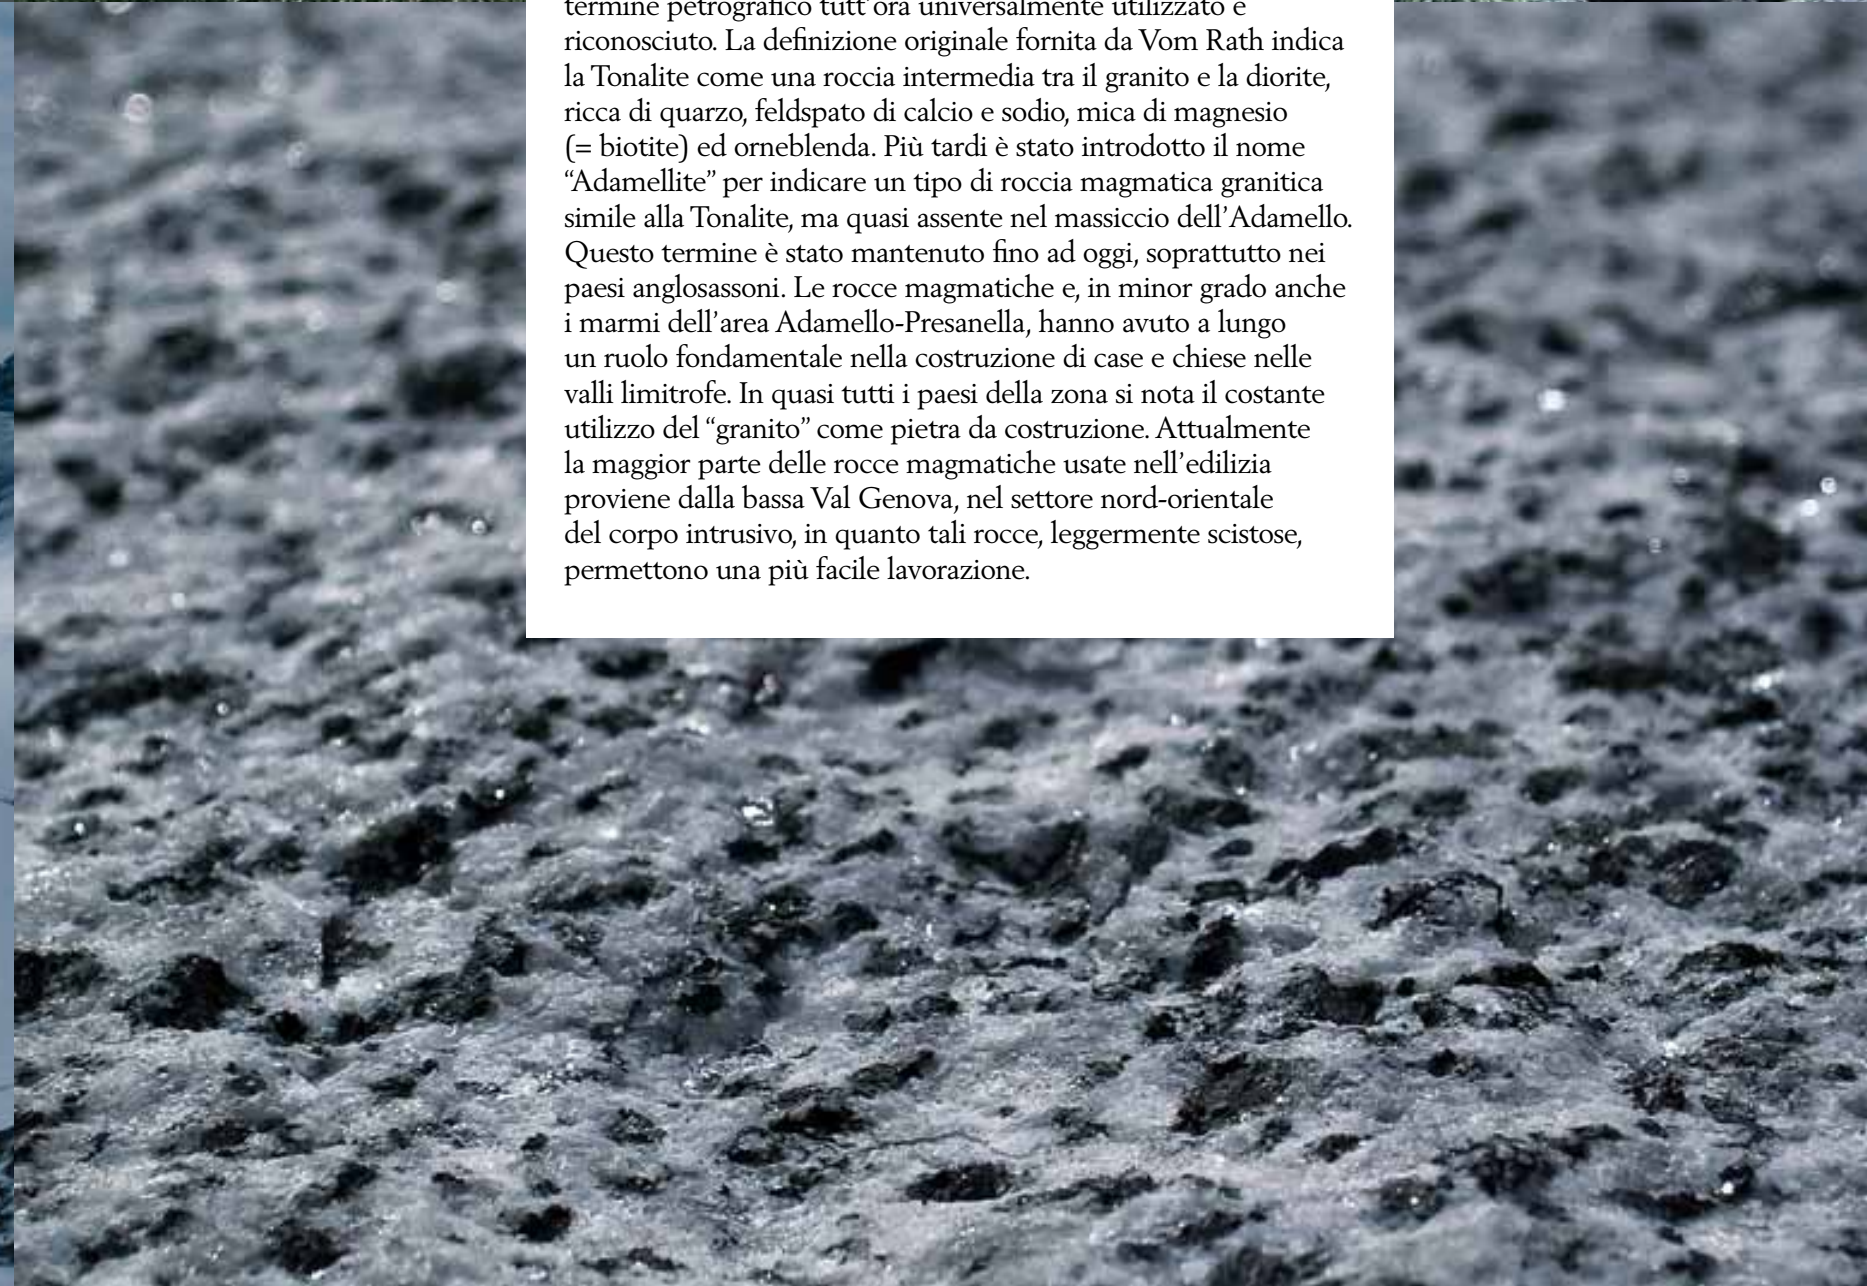 termine petrografico tutt'ora universalmente utilizzato e
riconosciuto. La definizione originale fornita da Vom Rath indica
la Tonalite come una roccia intermedia tra il granito e la diorite,
ricca di quarzo, feldspato di calcio e sodio, mica di magnesio
(= biotite) ed orneblenda. Più tardi è stato introdotto il nome
“Adamellite” per indicare un tipo di roccia magmatica granitica
simile alla Tonalite, ma quasi assente nel massiccio dell’Adamello.
Questo termine è stato mantenuto fino ad oggi, soprattutto nei
paesi anglosassoni. Le rocce magmatiche e, in minor grado anche
i marmi dell’area Adamello-Presanella, hanno avuto a lungo
un ruolo fondamentale nella costruzione di case e chiese nelle
valli limitrofe. In quasi tutti i paesi della zona si nota il costante
utilizzo del “granito” come pietra da costruzione. Attualmente
la maggior parte delle rocce magmatiche usate nell’edilizia
proviene dalla bassa Val Genova, nel settore nord-orientale
del corpo intrusivo, in quanto tali rocce, leggermente scistose,
permettono una più facile lavorazione.